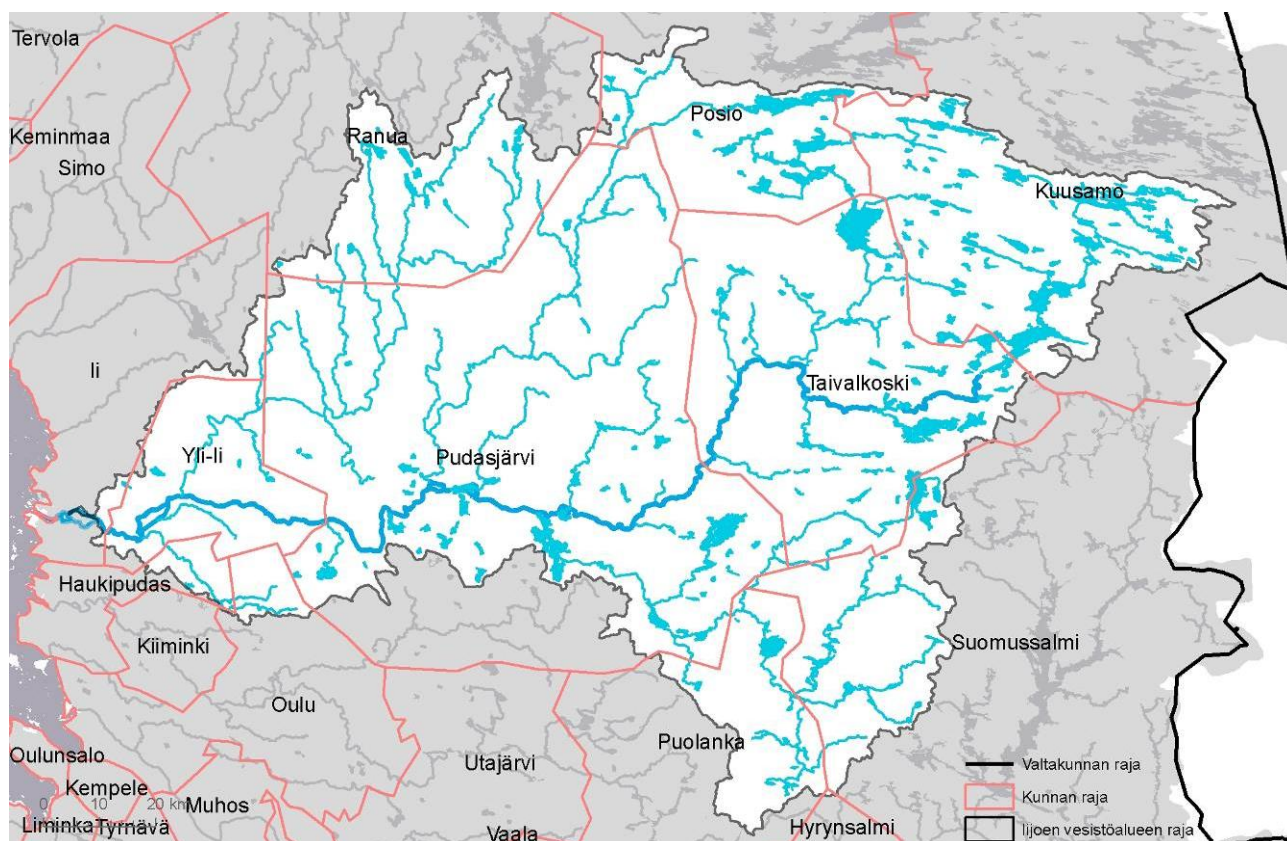 Tervola
Keminmaa
Simo
Ranua
Posio
Kuusamo
Ii
Yli-Ii
Pudasjärvi
Taivalkoski
Haukipudas
Kiiminki
Oulu
Suomussalmi
Puolanka
Utajärvi
Oulunsalo
Kempele
0 10 20 km
Muhos
Liminka
Tyrnävä
Vaala
Hyrynsalmi
Valtakunnan raja
Kunnan raja
Iijoen vesistöalueen raja